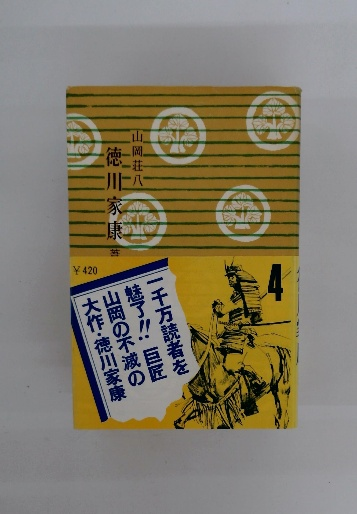 山岡荘八
徳川家康
著
￥420
4
一千万読者を
魅了!! 巨匠
山岡の不滅の
大作・徳川家康